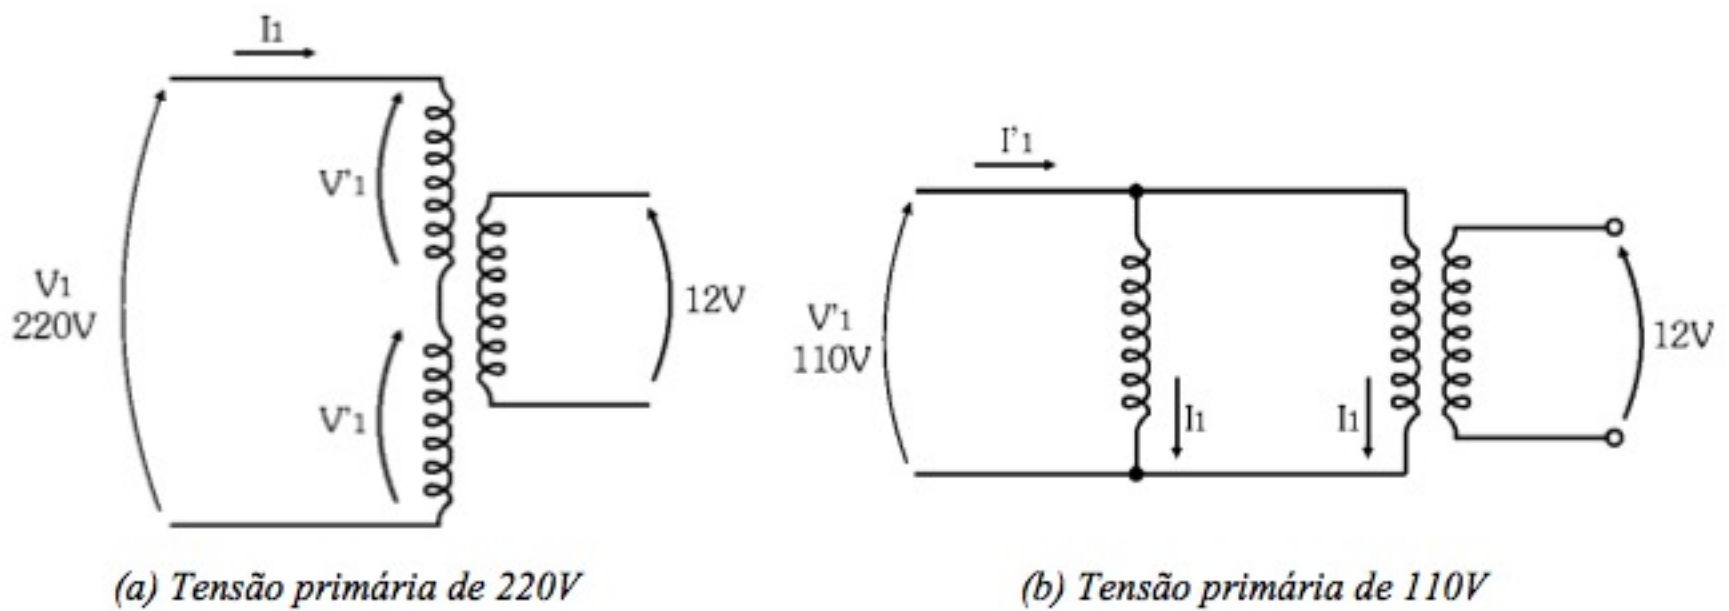 I1
V'1
V1
220V
12V
V'1
(a) Tensão primária de 220V
I'1
V'1
110V
12V
I1
I1
(b) Tensão primária de 110V